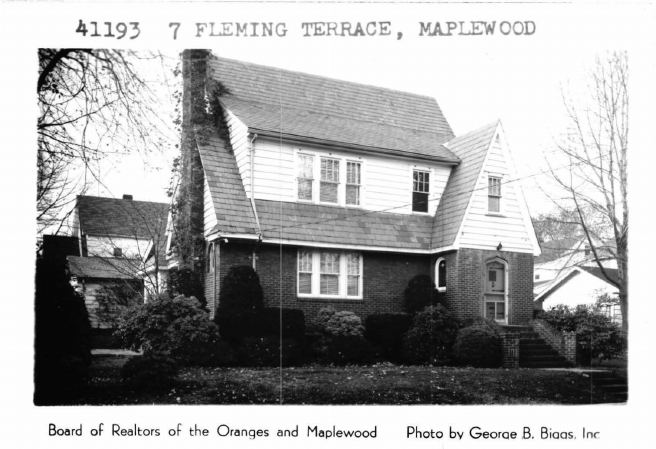 41193 7 FLEMING TERRACE, MAPLEWOOD
Board of Realtors of the Oranges and Maplewood Photo by George B. Biggs, Inc